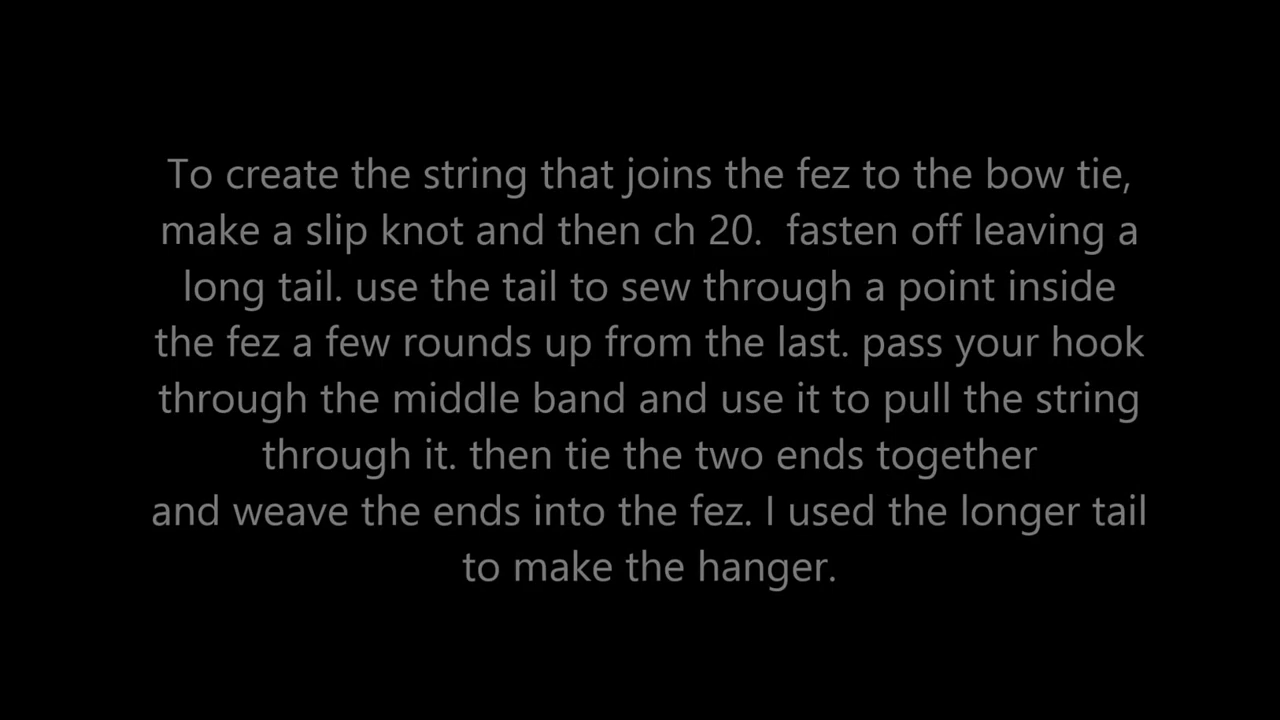 To create the string that joins the fez to the bow tie,
make a slip knot and then ch 20.  fasten off leaving a
long tail. use the tail to sew through a point inside
the fez a few rounds up from the last. pass your hook
through the middle band and use it to pull the string
through it. then tie the two ends together
and weave the ends into the fez. I used the longer tail
to make the hanger.